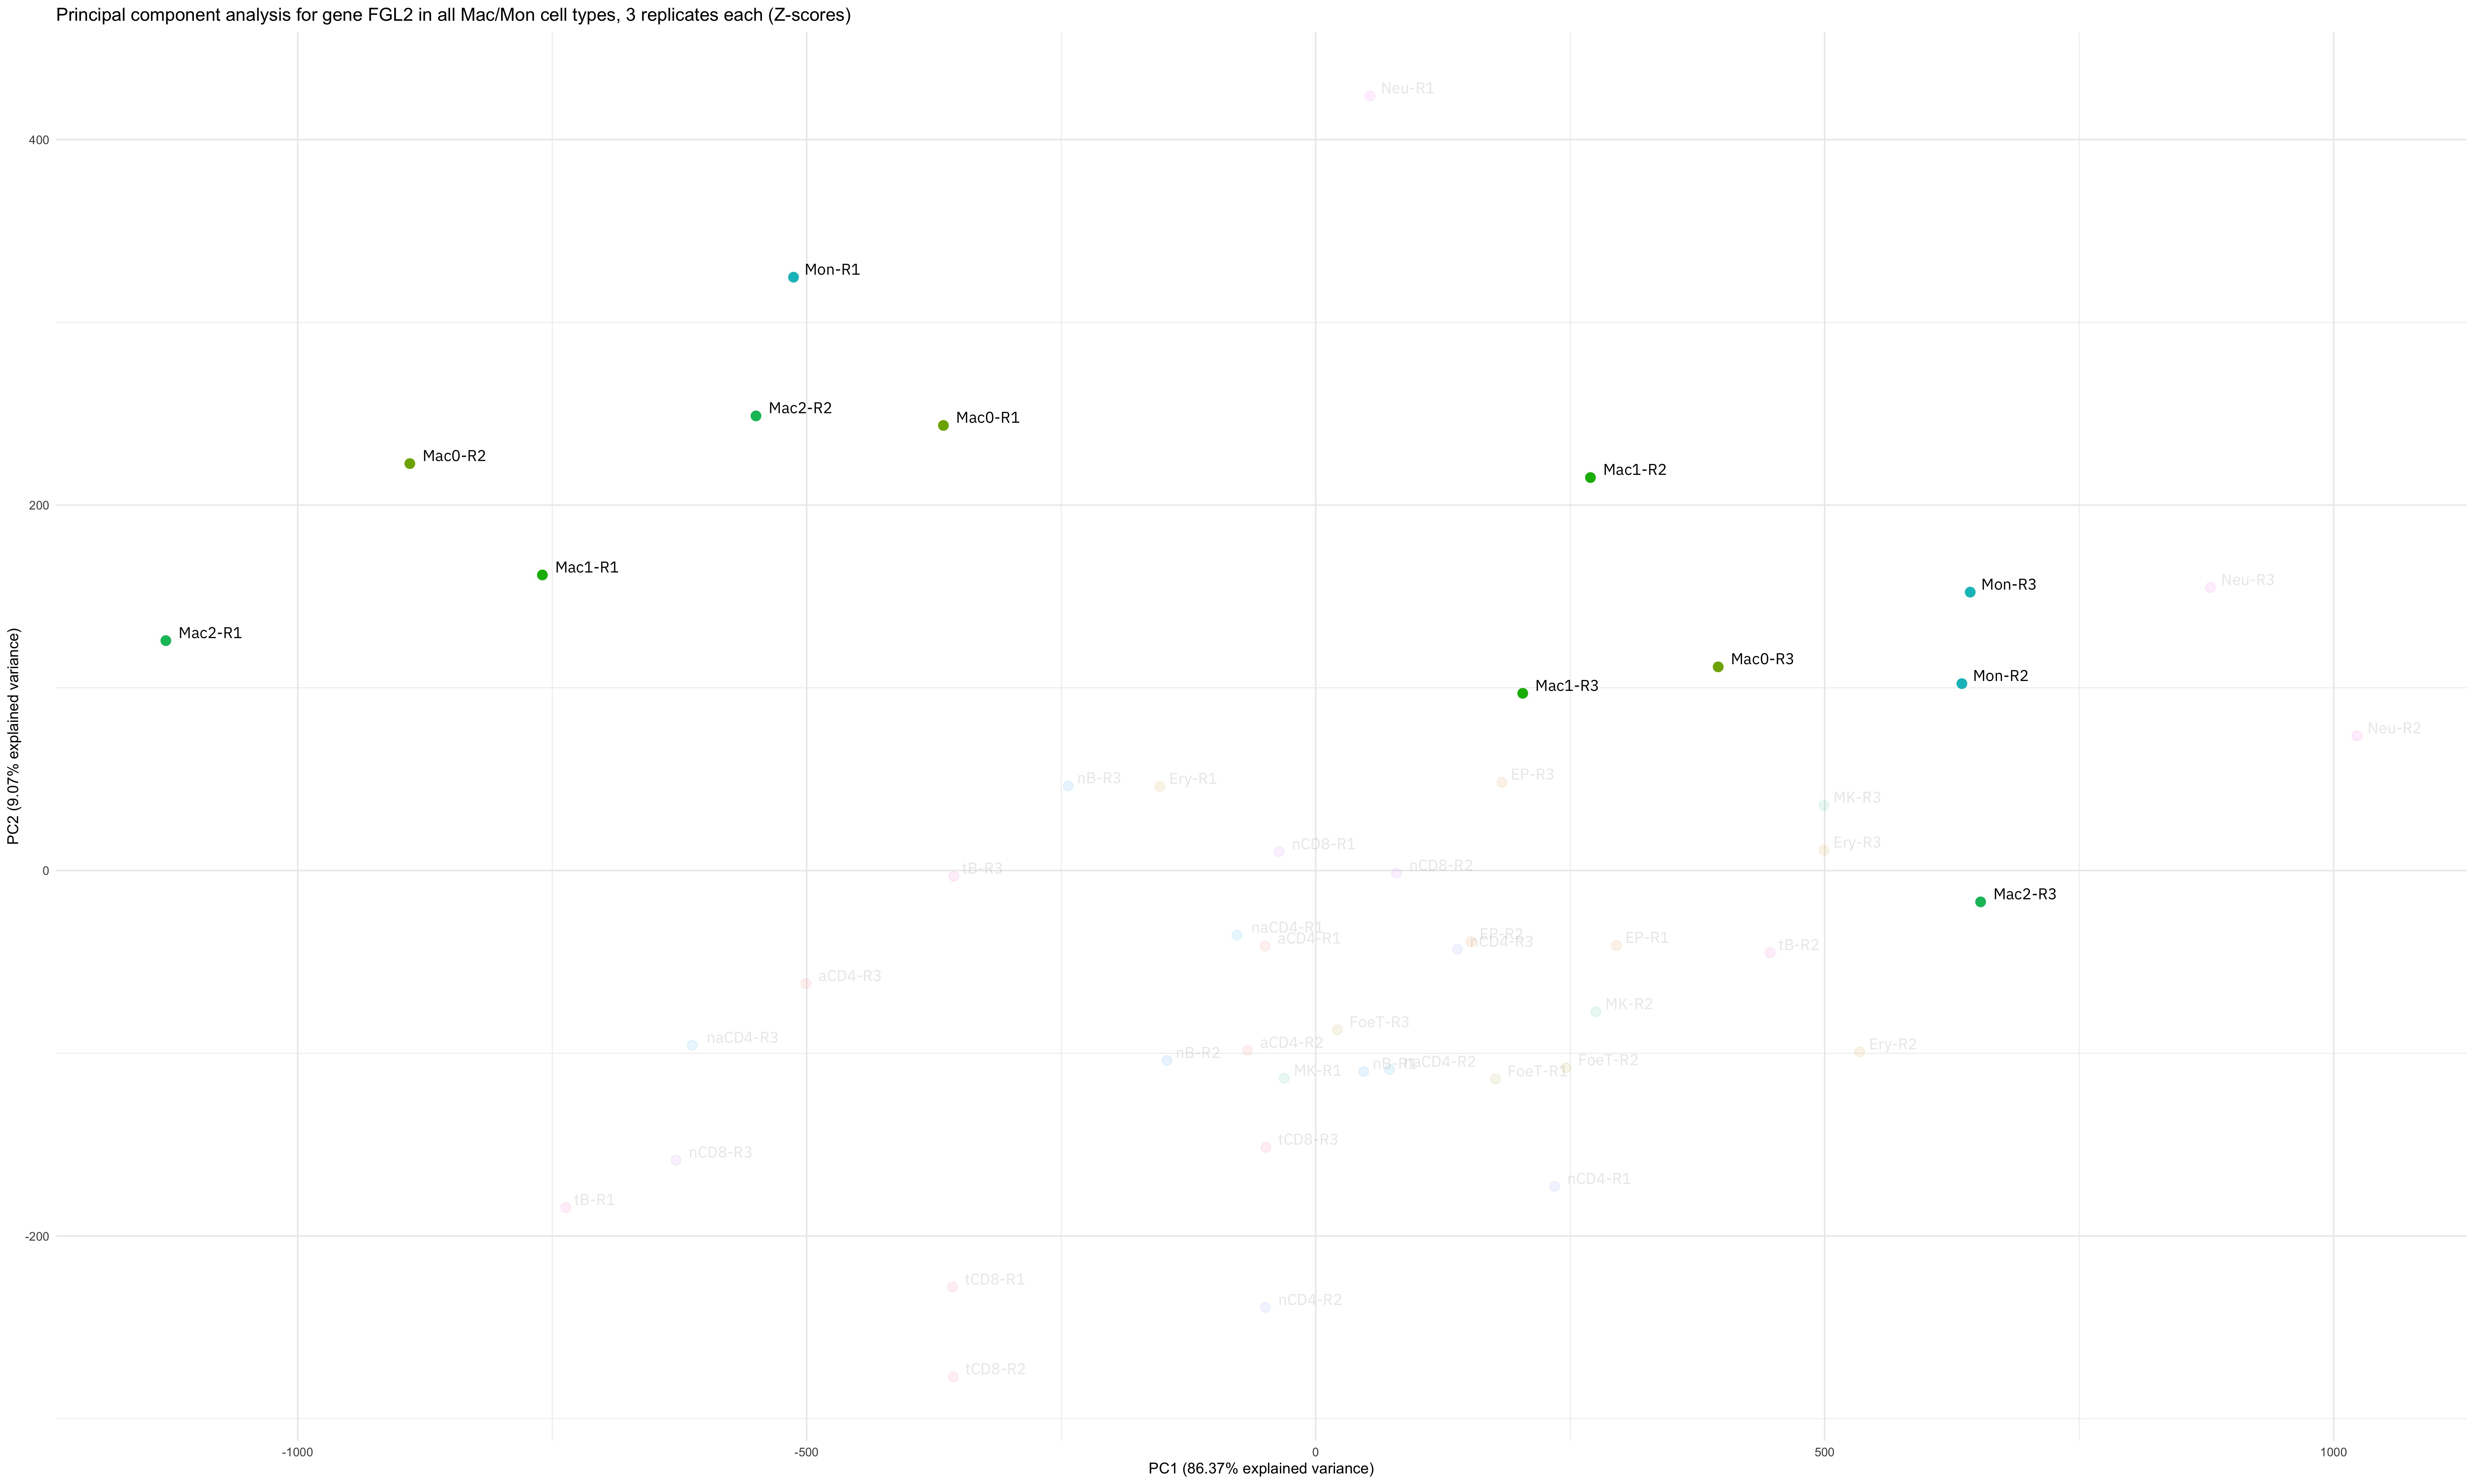 Principal component analysis for gene FGL2 in all Mac/Mon cell types, 3 replicates each (Z-scores)
Neu-R1
400
Mon-R1
Mac2-R2
Mac0-R1
Mac0-R2
Mac1-R2
200
Mac1-R1
Mon-R3
Neu-R3
Mac2-R1
Mac0-R3
Mon-R2
Mac1-R3
Neu-R2
PC2 (9.07% explained variance)
nB-R3
Ery-R1
EP-R3
MK-R3
nCD8-R1
Ery-R3
tB-R3
nCD8-R2
0
Mac2-R3
naCD4-R1
aCD4-R1
EP-R2
nCD4-R3
EP-R1
tB-R2
aCD4-R3
MK-R2
FoeT-R3
naCD4-R3
aCD4-R2
Ery-R2
nB-R2
nB-R1
naCD4-R2
FoeT-R2
MK-R1
FoeT-R1
tCD8-R3
nCD8-R3
nCD4-R1
tB-R1
-200
tCD8-R1
nCD4-R2
tCD8-R2
-1000
-500
0
500
1000
PC1 (86.37% explained variance)